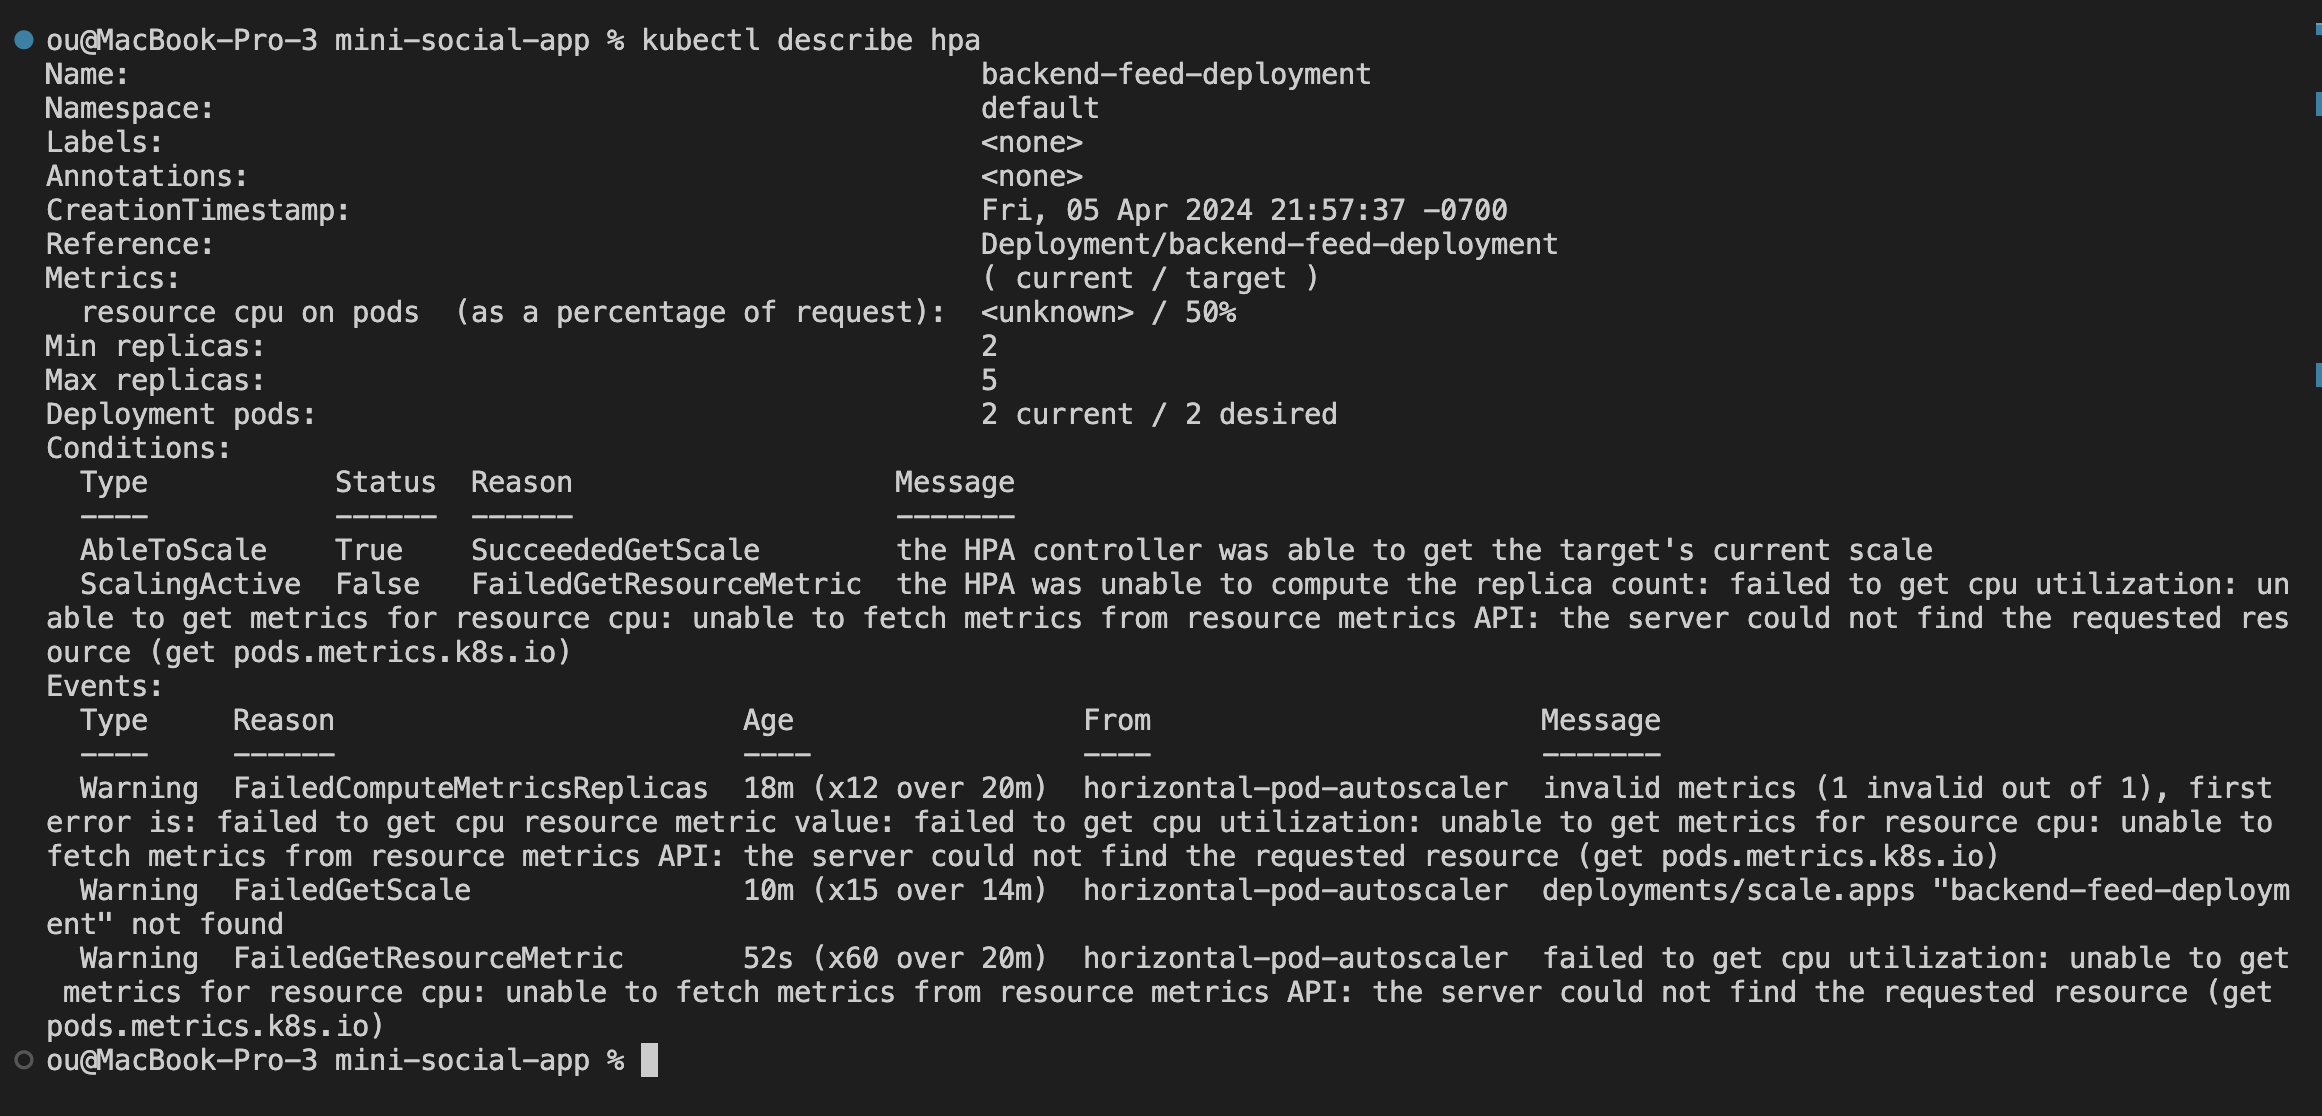 ou@MacBook-Pro-3 mini-social-app % kubectl describe hpa
Name:                                                  backend-feed-deployment
Namespace:                                             default
Labels:                                                <none>
Annotations:                                           <none>
CreationTimestamp:                                     Fri, 05 Apr 2024 21:57:37 -0700
Reference:                                             Deployment/backend-feed-deployment
Metrics:                                               ( current / target )
  resource cpu on pods  (as a percentage of request):  <unknown> / 50%
Min replicas:                                          2
Max replicas:                                          5
Deployment pods:                                       2 current / 2 desired
Conditions:
  Type           Status  Reason                   Message
  ----           ------  ------                   -------
  AbleToScale    True    SucceededGetScale        the HPA controller was able to get the target's current scale
  ScalingActive  False   FailedGetResourceMetric  the HPA was unable to compute the replica count: failed to get cpu utilization: un
able to get metrics for resource cpu: unable to fetch metrics from resource metrics API: the server could not find the requested res
ource (get pods.metrics.k8s.io)
Events:
  Type     Reason                        Age                 From                       Message
  ----     ------                        ----                ----                       -------
  Warning  FailedComputeMetricsReplicas  18m (x12 over 20m)  horizontal-pod-autoscaler  invalid metrics (1 invalid out of 1), first
error is: failed to get cpu resource metric value: failed to get cpu utilization: unable to get metrics for resource cpu: unable to
fetch metrics from resource metrics API: the server could not find the requested resource (get pods.metrics.k8s.io)
  Warning  FailedGetScale                10m (x15 over 14m)  horizontal-pod-autoscaler  deployments/scale.apps "backend-feed-deploym
ent" not found
  Warning  FailedGetResourceMetric       52s (x60 over 20m)  horizontal-pod-autoscaler  failed to get cpu utilization: unable to get
 metrics for resource cpu: unable to fetch metrics from resource metrics API: the server could not find the requested resource (get
pods.metrics.k8s.io)
ou@MacBook-Pro-3 mini-social-app %